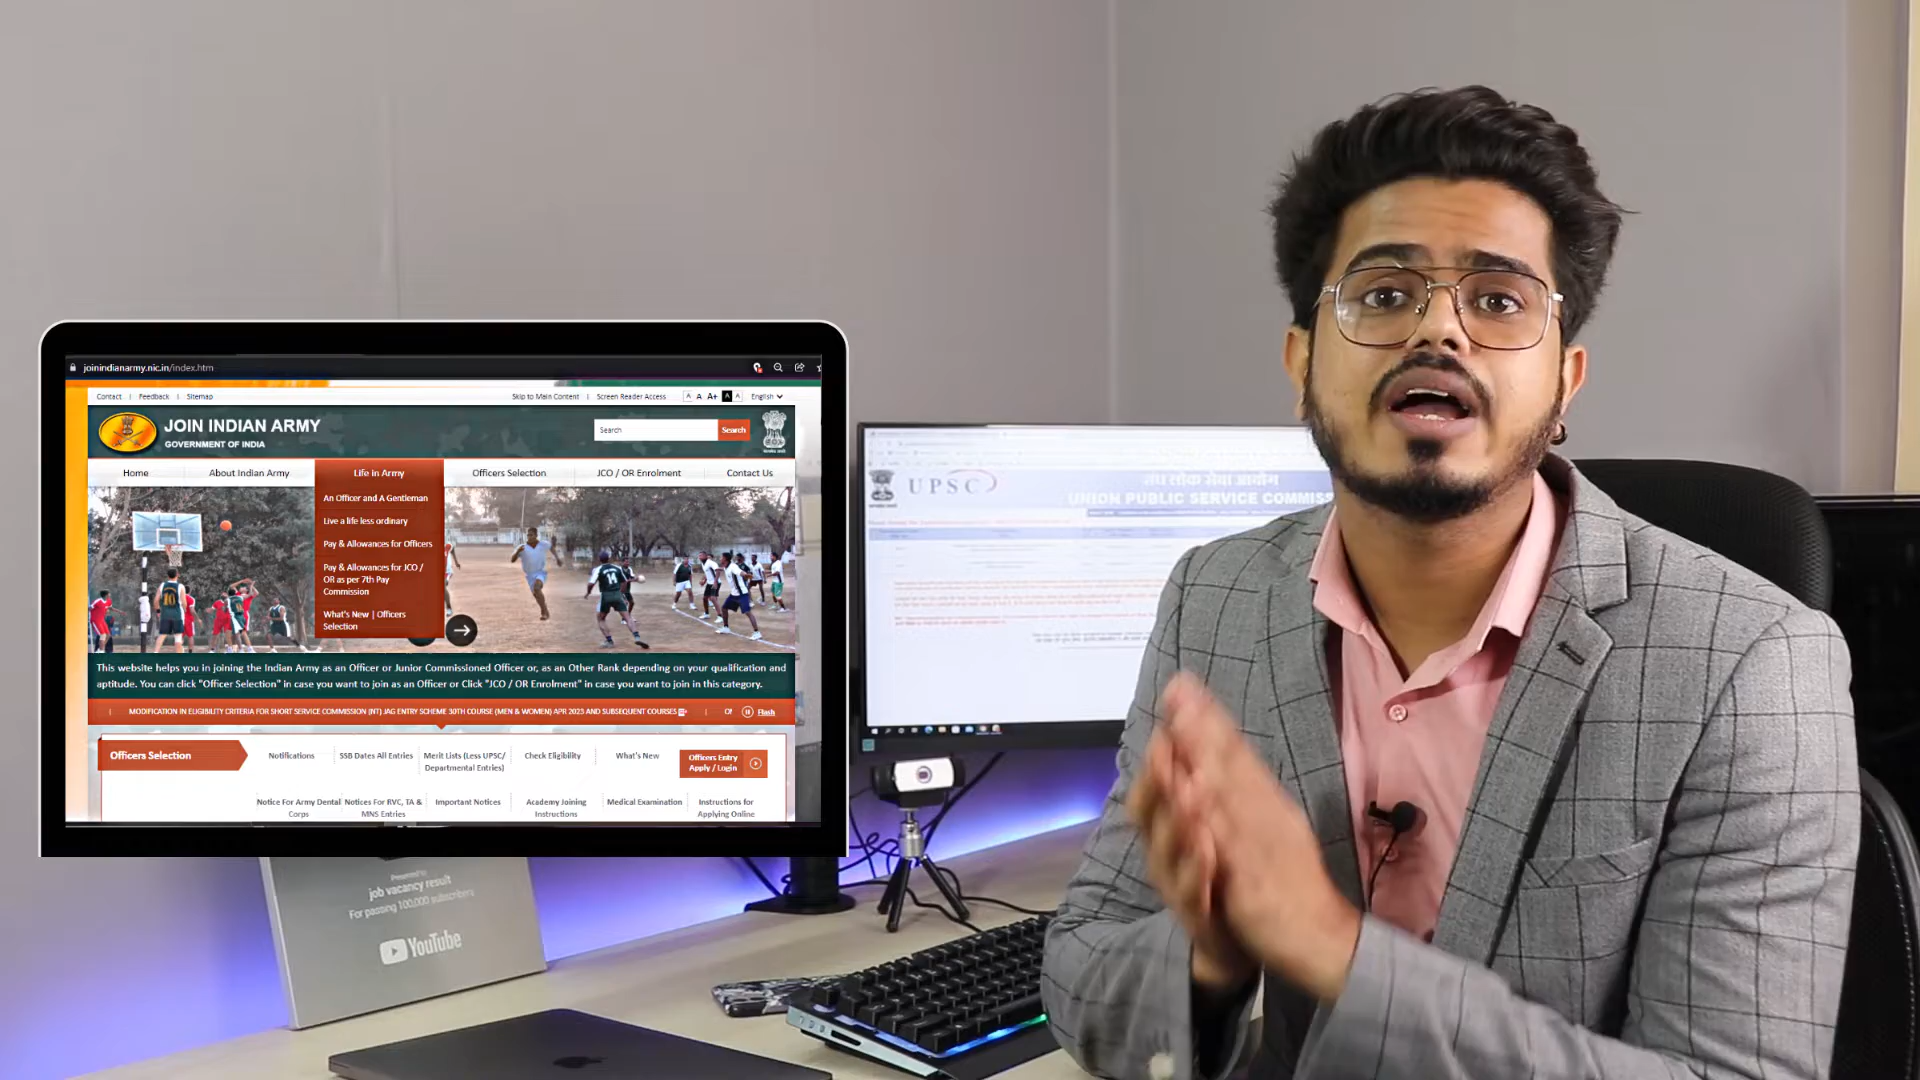 joinindianarmy.nic.in/index.htm
Contact | Feedback | Sitemap
Skip to Main Content | Screen Reader Access
A A A+ A A
English
JOIN INDIAN ARMY
GOVERNMENT OF INDIA
Search
Search
Home
About Indian Army
Life in Army
Officers Selection
JCO / OR Enrolment
Contact Us
An Officer and A Gentleman
Live a life less ordinary
Pay & Allowances for Officers
Pay & Allowances for JCO /
OR as per 7th Pay
Commission
What's New | Officers
Selection
14
10
This website helps you in joining the Indian Army as an Officer or Junior Commissioned Officer or, as an Other Rank depending on your qualification and
aptitude. You can click "Officer Selection" in case you want to join as an Officer or Click "JCO / OR Enrolment" in case you want to join in this category.
| MODIFICATION IN ELIGIBILITY CRITERIA FOR SHORT SERVICE COMMISSION (NT) JAG ENTRY SCHEME 30TH COURSE (MEN & WOMEN) APR 2023 AND SUBSEQUENT COURSES |
Flash
Officers Selection
Notifications
SSB Dates All Entries
Merit Lists (Less UPSC/
Departmental Entries)
Check Eligibility
What's New
Officers Entry
Apply / Login
Notice For Army Dental
Corps
Notices For RVC, TA &
MNS Entries
Important Notices
Academy Joining
Instructions
Medical Examination
Instructions for
Applying Online
UPSC
संघ लोक सेवा आयोग
UNION PUBLIC SERVICE COMMISS
Presented to
job vacancy result
For passing 100,000 subscribers
YouTube